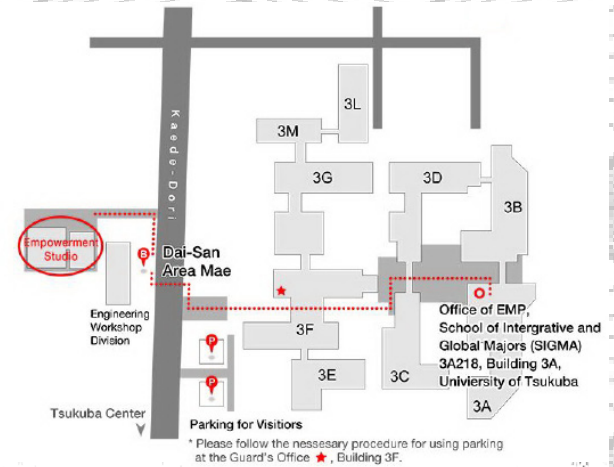 3L
3M
3G
3D
3B
Kaede-Dori
Empowerment
Studio
B
Dai-San
Area Mae
Engineering
Workshop
Division
Office of EMP,
School of Intergrative and
Global Majors (SIGMA)
3A218, Building 3A,
Univiersity of Tsukuba
3F
P
P
3E
3C
3A
Tsukuba Center
Parking for Visitiors
* Please follow the nessesary procedure for using parking
at the Guard's Office ★ , Building 3F.